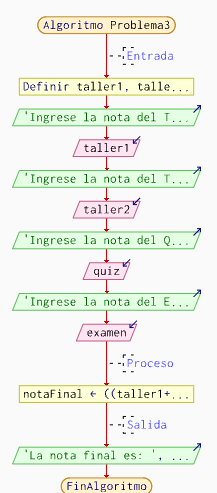 Algoritmo Problema3
Entrada
Definir taller1, talle...
'Ingrese la nota del T...
taller1
'Ingrese la nota del T...
taller2
'Ingrese la nota del Q...
quiz
'Ingrese la nota del E...
examen
Proceso
notaFinal ← ((taller1+...
Salida
'La nota final es: ', ...
FinAlgoritmo